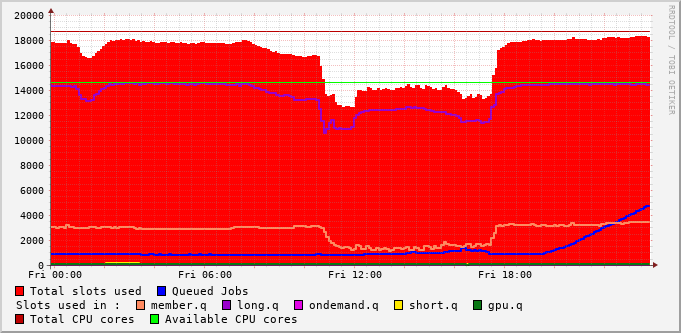 20000
18000
16000
14000
12000
10000
8000
6000
4000
2000
0
Fri 00:00 Fri 06:00 Fri 12:00 Fri 18:00
RRDTOOL / TOBI OETIKER
Total slots used Queued Jobs
Slots used in : member.q long.q ondemand.q short.q gpu.q
Total CPU cores Available CPU cores